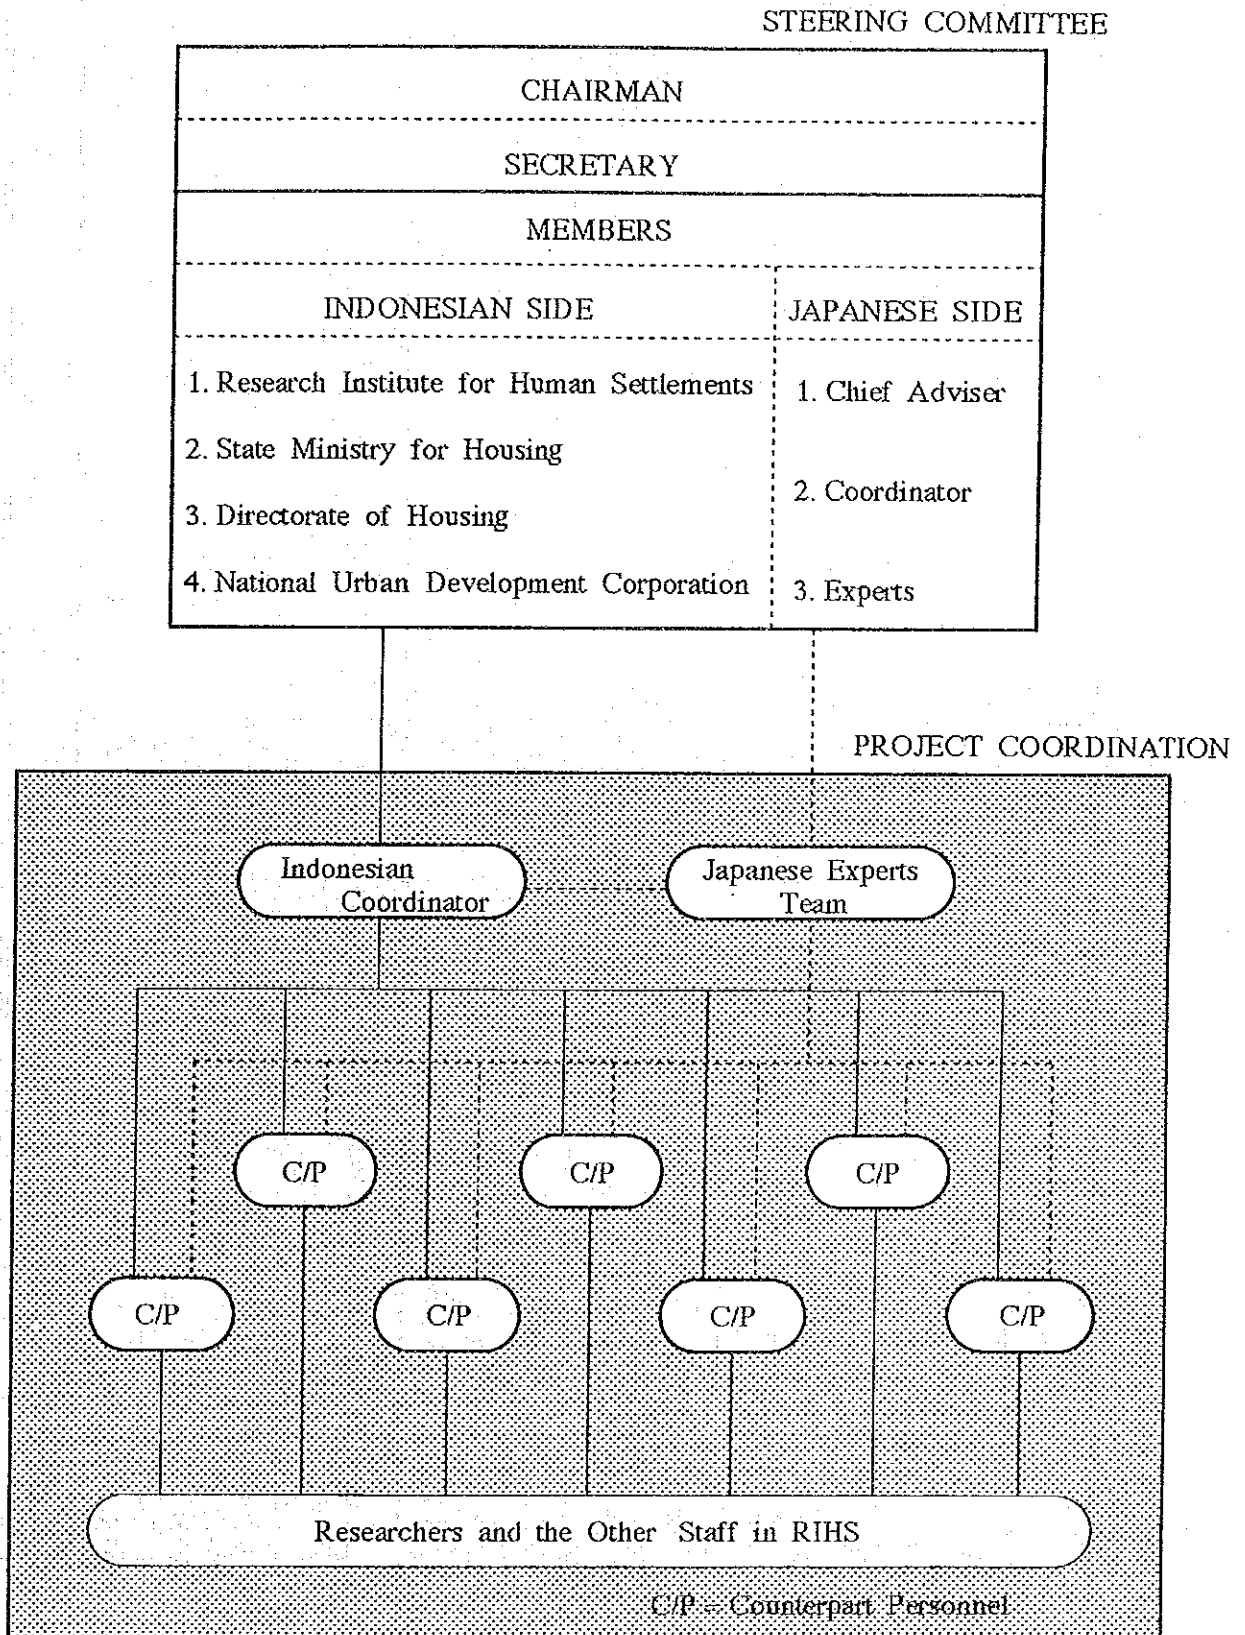 STEERING COMMITTEE
CHAIRMAN
SECRETARY
MEMBERS
INDONESIAN SIDE
JAPANESE SIDE
1. Research Institute for Human Settlements
2. State Ministry for Housing
3. Directorate of Housing
4. National Urban Development Corporation
1. Chief Adviser
2. Coordinator
3. Experts
PROJECT COORDINATION
Indonesian
Coordinator
Japanese Experts
Team
C/P
C/P
C/P
C/P
C/P
C/P
C/P
Researchers and the Other Staff in RIHS
C/P = Counterpart Personnel